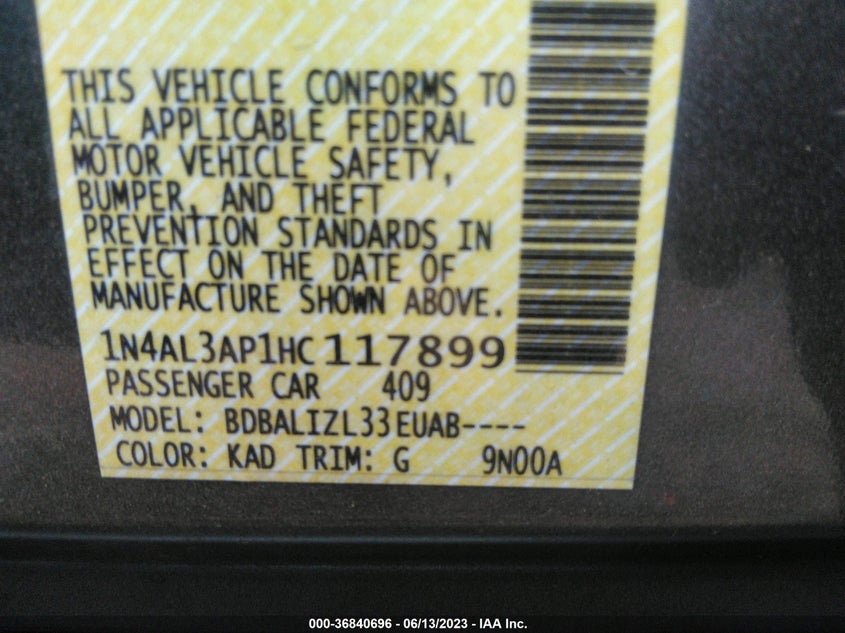 THIS VEHICLE CONFORMS TO
ALL APPLICABLE FEDERAL
MOTOR VEHICLE SAFETY,
BUMPER, AND THEFT
PREVENTION STANDARDS IN
EFFECT ON THE DATE OF
MANUFACTURE SHOWN ABOVE.
1N4AL3AP1HC117899
PASSENGER CAR 409
MODEL: BDBALIZL33EUAB----
COLOR: KAD TRIM: G 9N00A
000-36840696 - 06/13/2023 - IAA Inc.